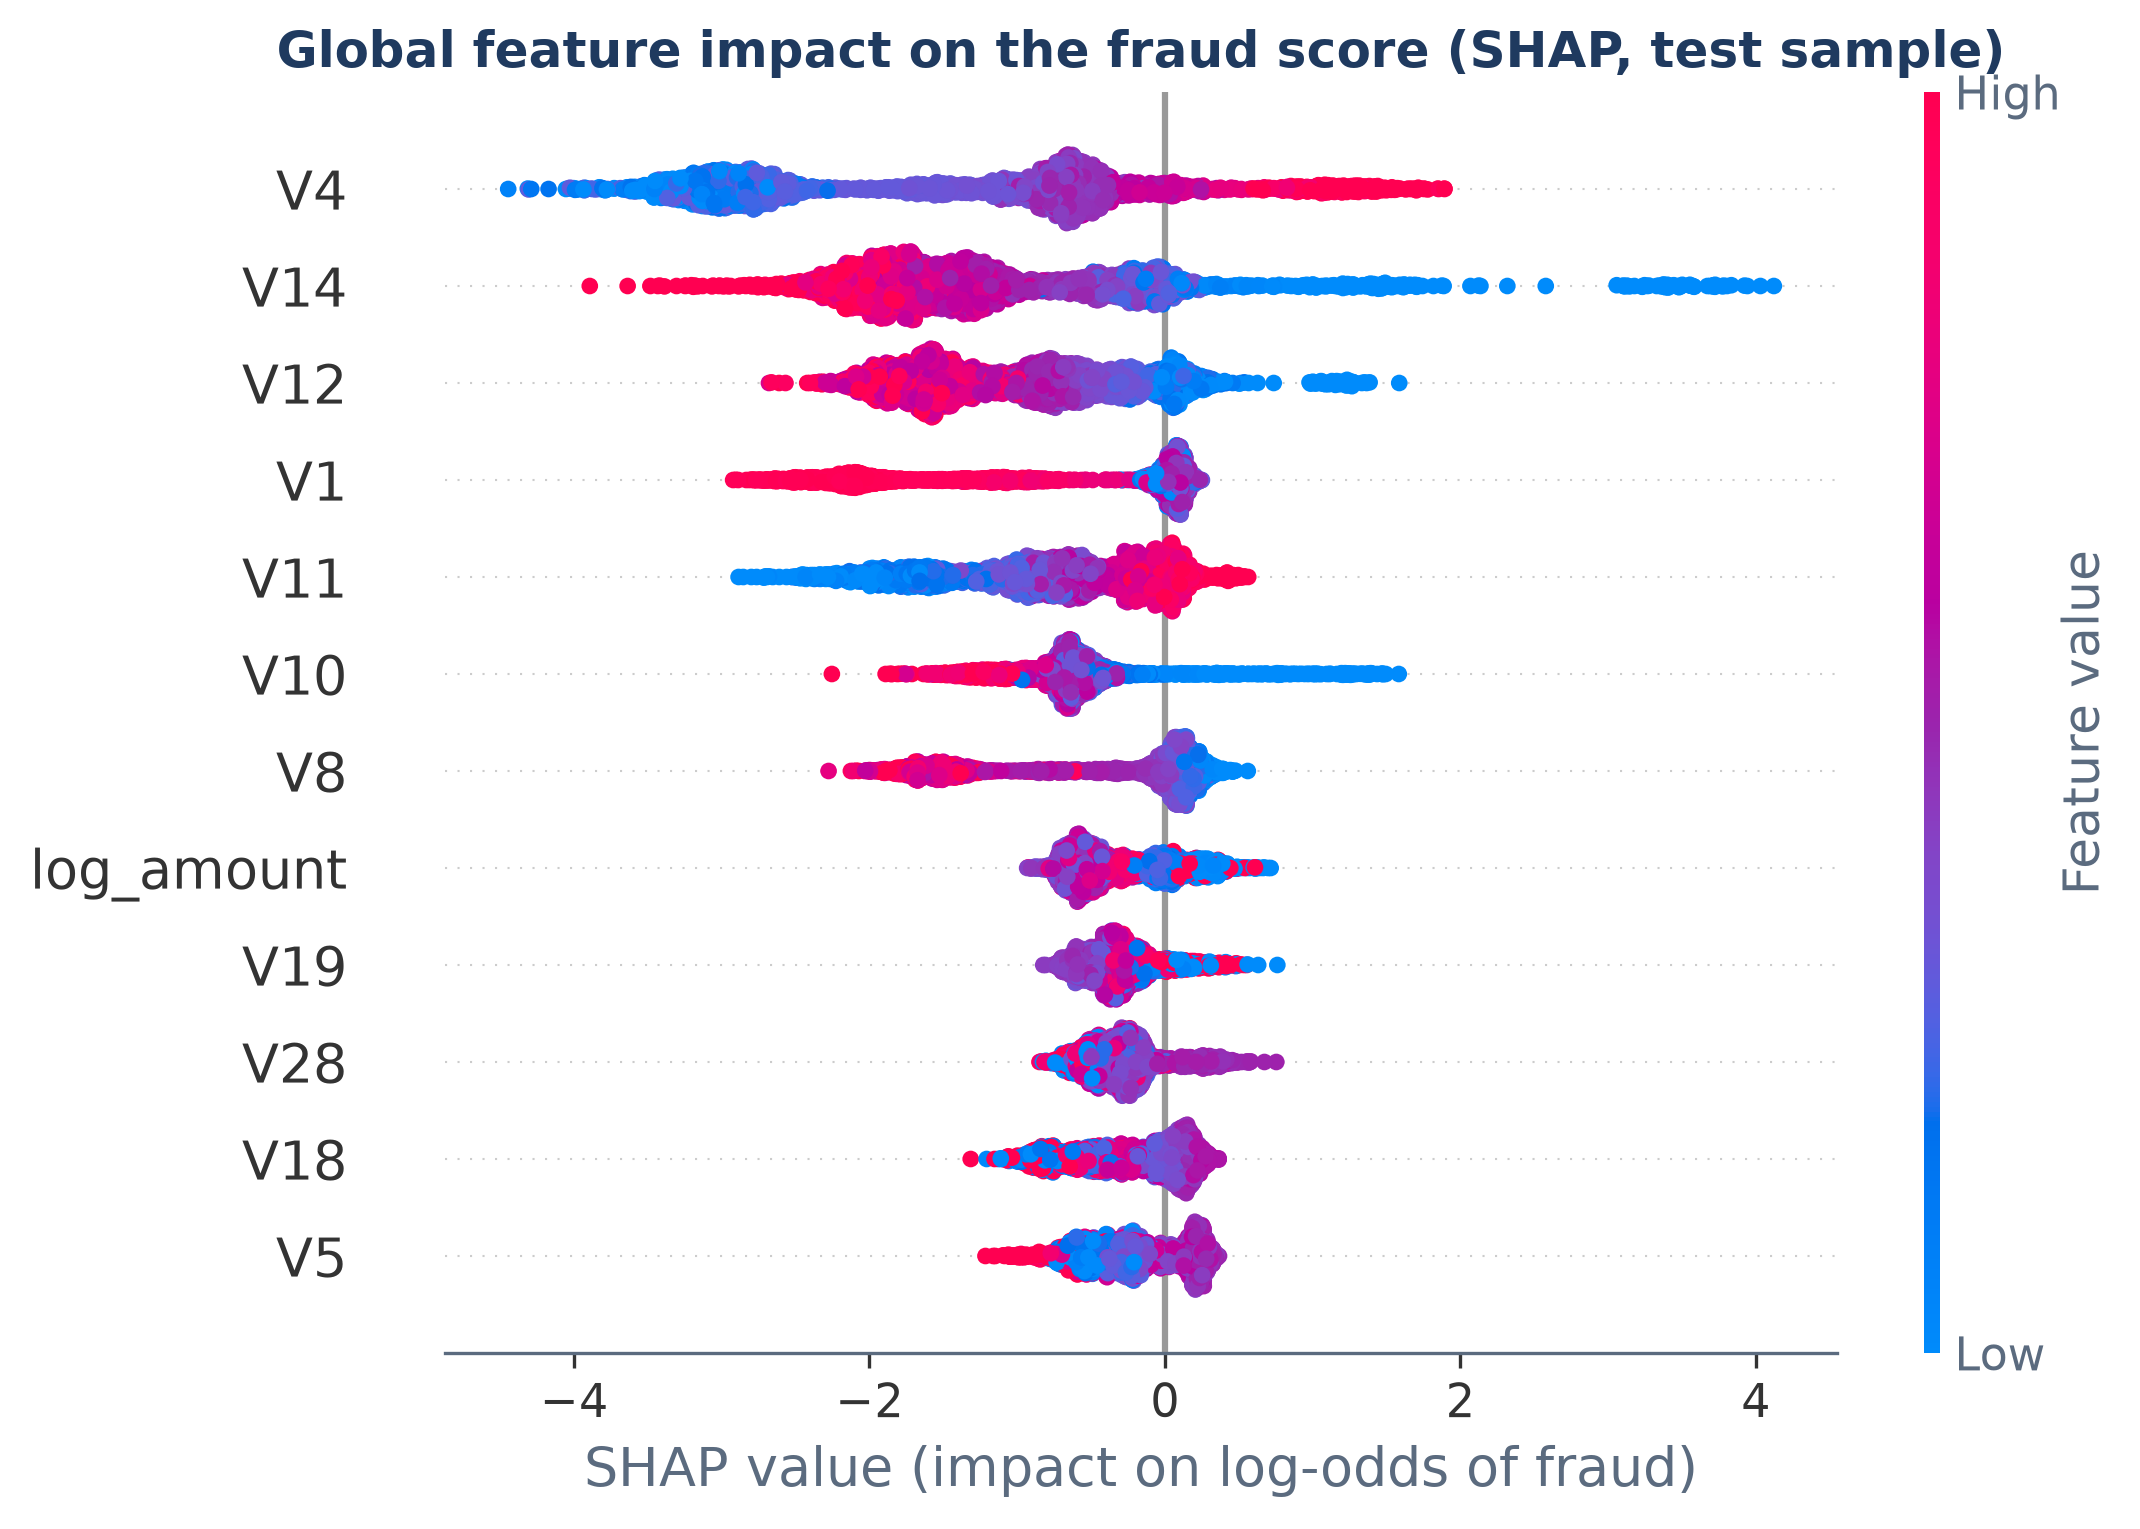 Global feature impact on the fraud score (SHAP, test sample)
High
V4
V14
V12
V1
V11
V10
V8
log_amount
V19
V28
V18
V5
Feature value
Low
−4 −2 0 2 4
SHAP value (impact on log-odds of fraud)